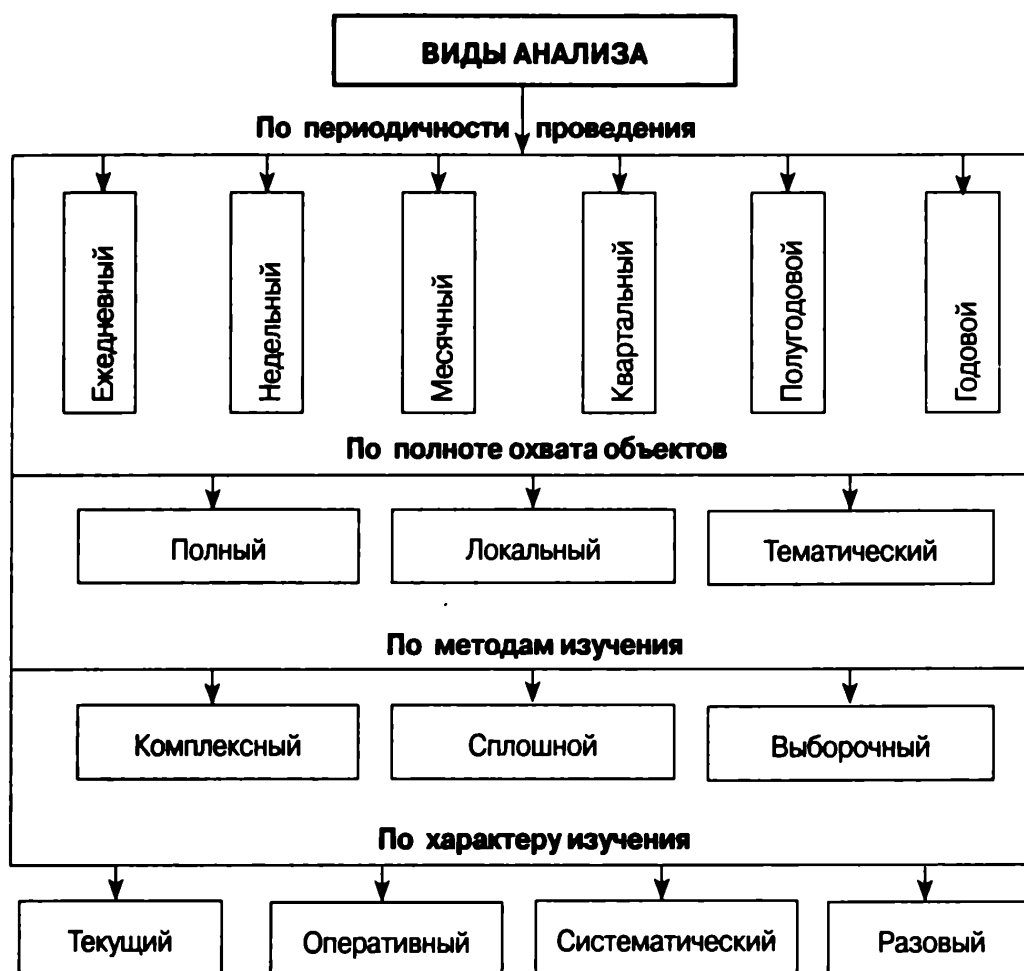 ВИДЫ АНАЛИЗА
По периодичности проведения
Ежедневный
Недельный
Месячный
Квартальный
Полугодовой
Годовой
По полноте охвата объектов
Полный
Локальный
Тематический
По методам изучения
Комплексный
Сплошной
Выборочный
По характеру изучения
Текущий
Оперативный
Систематический
Разовый